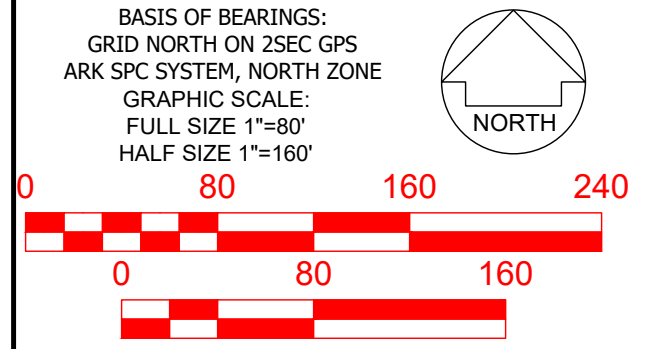 BASIS OF BEARINGS:
GRID NORTH ON 2SEC GPS
ARK SPC SYSTEM, NORTH ZONE
GRAPHIC SCALE:
FULL SIZE 1"=80'
HALF SIZE 1"=160'
NORTH
0 80 160 240
0 80 160